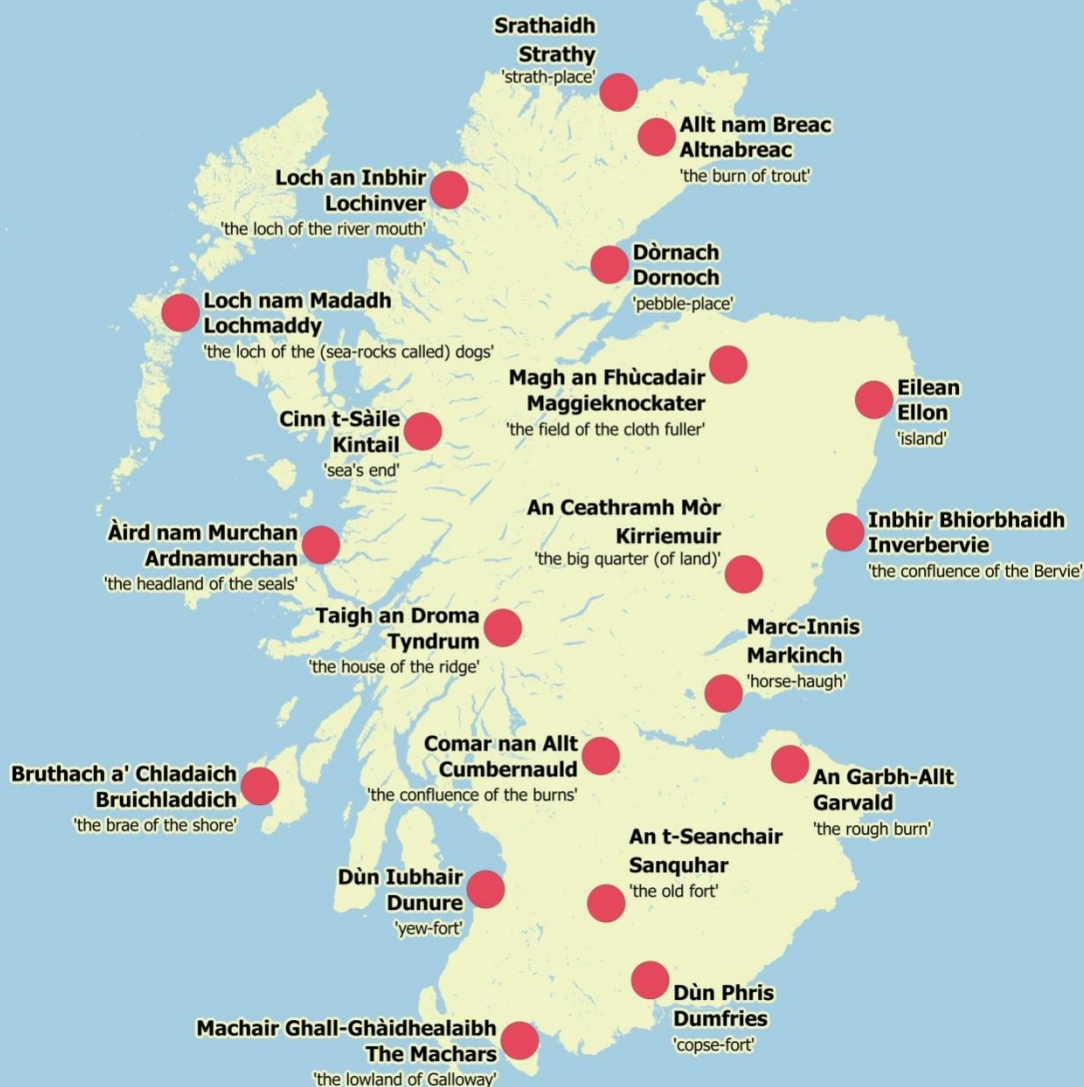 Srathaidh
Strathy
'strath-place'
Allt nam Breac
Altnabreac
'the burn of trout'
Loch an Inbhir
Lochinver
'the loch of the river mouth'
Dòrnach
Dornoch
'pebble-place'
Loch nam Madadh
Lochmaddy
'the loch of the (sea-rocks called) dogs'
Magh an Fhùcadair
Maggieknockater
'the field of the cloth fuller'
Eilean
Ellon
'island'
Cinn t-Sàile
Kintail
'sea's end'
An Ceathramh Mòr
Kirriemuir
'the big quarter (of land)'
Inbhir Bhiorbhaidh
Inverbervie
'the confluence of the Bervie'
Àird nam Murchan
Ardnamurchan
'the headland of the seals'
Taigh an Droma
Tyndrum
'the house of the ridge'
Marc-Innis
Markinch
'horse-haugh'
Comar nan Allt
Cumbernauld
'the confluence of the burns'
Bruthach a' Chladaich
Bruichladdich
'the brae of the shore'
An Garbh-Allt
Garvald
'the rough burn'
An t-Seanchair
Sanquhar
'the old fort'
Dùn Iubhair
Dunure
'yew-fort'
Dùn Phris
Dumfries
'copse-fort'
Machair Ghall-Ghàidhealaibh
The Machars
'the lowland of Galloway'